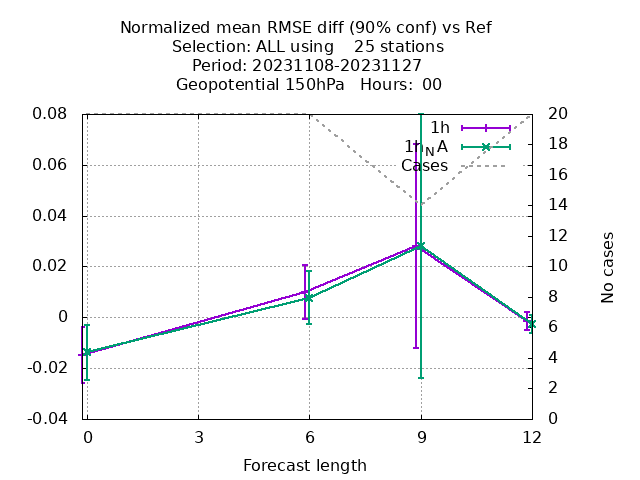 Normalized mean RMSE diff (90% conf) vs Ref
Selection: ALL using    25 stations
Period: 20231108-20231127
Geopotential 150hPa   Hours:  00
0.08
0.06
0.04
0.02
0
-0.02
-0.04
20
18
16
14
12
10
8
6
4
2
0
1h
1h_NA
Cases
No cases
0
3
6
9
12
Forecast length